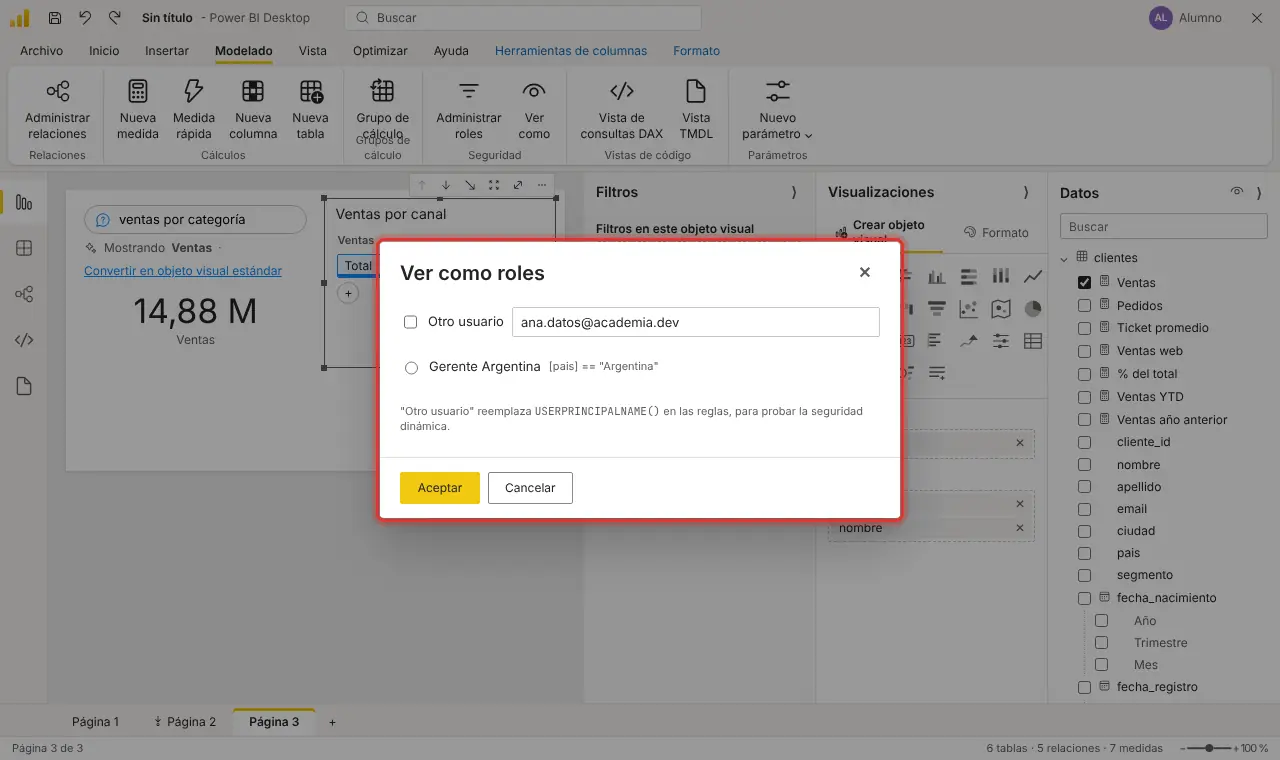 Sin título - Power BI Desktop
Buscar
AL Alumno
Archivo Inicio Insertar Modelado Vista Optimizar Ayuda Herramientas de columnas Formato
Administrar relaciones
Relaciones
Nueva medida
Medida rápida
Nueva columna
Nueva tabla
Cálculos
Grupo de cálculo
Grupos de cálculo
Administrar roles
Ver como
Seguridad
Vista de consultas DAX
Vista TMDL
Vistas de código
Nuevo parámetro
Parámetros
ventas por categoría
Mostrando Ventas ·
Convertir en objeto visual estándar
14,88 M
Ventas
Ventas por canal
Ventas
Total
Filtros
Filtros en este objeto visual
Visualizaciones
Crear objeto visual
Formato
nombre
Ver como roles
Otro usuario ana.datos@academia.dev
Gerente Argentina [pais] == "Argentina"
"Otro usuario" reemplaza USERPRINCIPALNAME() en las reglas, para probar la seguridad
dinámica.
Aceptar Cancelar
Datos
Buscar
clientes
Ventas
Pedidos
Ticket promedio
Ventas web
% del total
Ventas YTD
Ventas año anterior
cliente_id
nombre
apellido
email
ciudad
pais
segmento
fecha_nacimiento
Año
Trimestre
Mes
fecha_registro
Página 1 Página 2 Página 3 +
Página 3 de 3
6 tablas · 5 relaciones · 7 medidas
− + 100 %